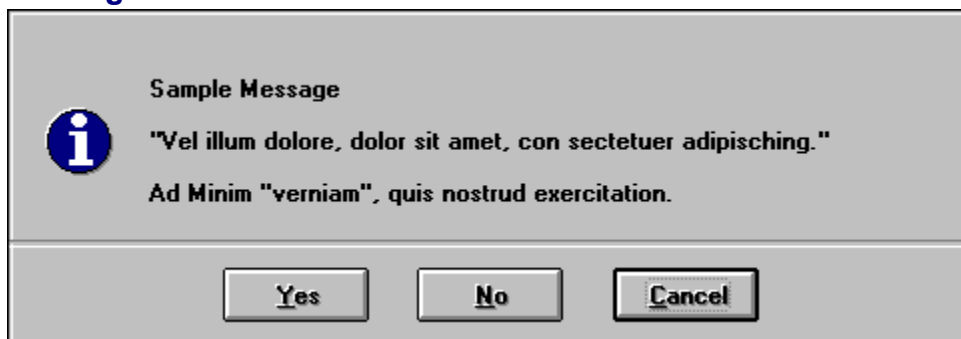 Sample Message
"Vel illum dolore, dolor sit amet, con sectetuer adipisching."
Ad Minim "verniam", quis nostrud exercitation.
Yes No Cancel